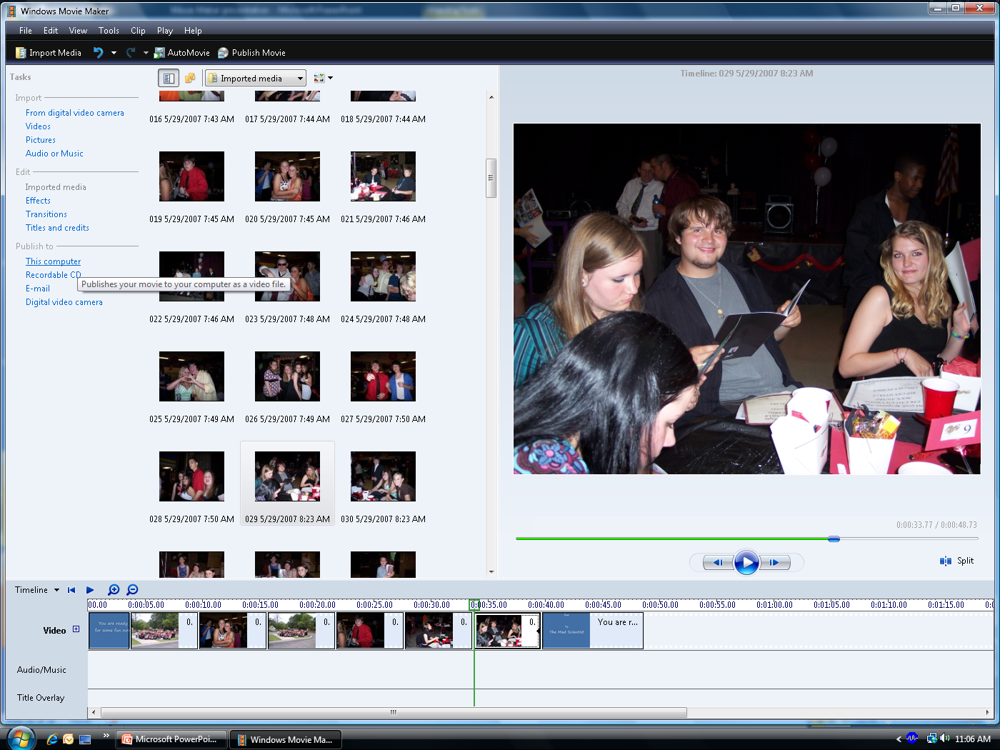 Windows Movie Maker
File Edit View Tools Clip Play Help
Import Media AutoMovie Publish Movie
Tasks
Import
From digital video camera
Videos
Pictures
Audio or Music
Edit
Imported media
Effects
Transitions
Titles and credits
Publish to
This computer
Recordable CD
E-mail
Digital video camera
Publishes your movie to your computer as a video file.
Imported media
016 5/29/2007 7:43 AM 017 5/29/2007 7:44 AM 018 5/29/2007 7:44 AM
019 5/29/2007 7:45 AM 020 5/29/2007 7:45 AM 021 5/29/2007 7:46 AM
022 5/29/2007 7:46 AM 023 5/29/2007 7:48 AM 024 5/29/2007 7:48 AM
025 5/29/2007 7:49 AM 026 5/29/2007 7:49 AM 027 5/29/2007 7:50 AM
028 5/29/2007 7:50 AM 029 5/29/2007 8:23 AM 030 5/29/2007 8:23 AM
Timeline: 029 5/29/2007 8:23 AM
9
0:00:33.77 / 0:00:48.73
Split
Timeline
00.00 0:00:05.00 0:00:10.00 0:00:15.00 0:00:20.00 0:00:25.00 0:00:30.00 0:00:35.00 0:00:40.00 0:00:45.00 0:00:50.00 0:00:55.00 0:01:00.00 0:01:05.00 0:01:10.00 0:01:15.00 0:0
Video
You are ready
for some fun now
0. 0. 0. 0. 0. 0.
The Mad Scientist
You are r...
Audio/Music
Title Overlay
Microsoft PowerPoi... Windows Movie Ma... 11:06 AM